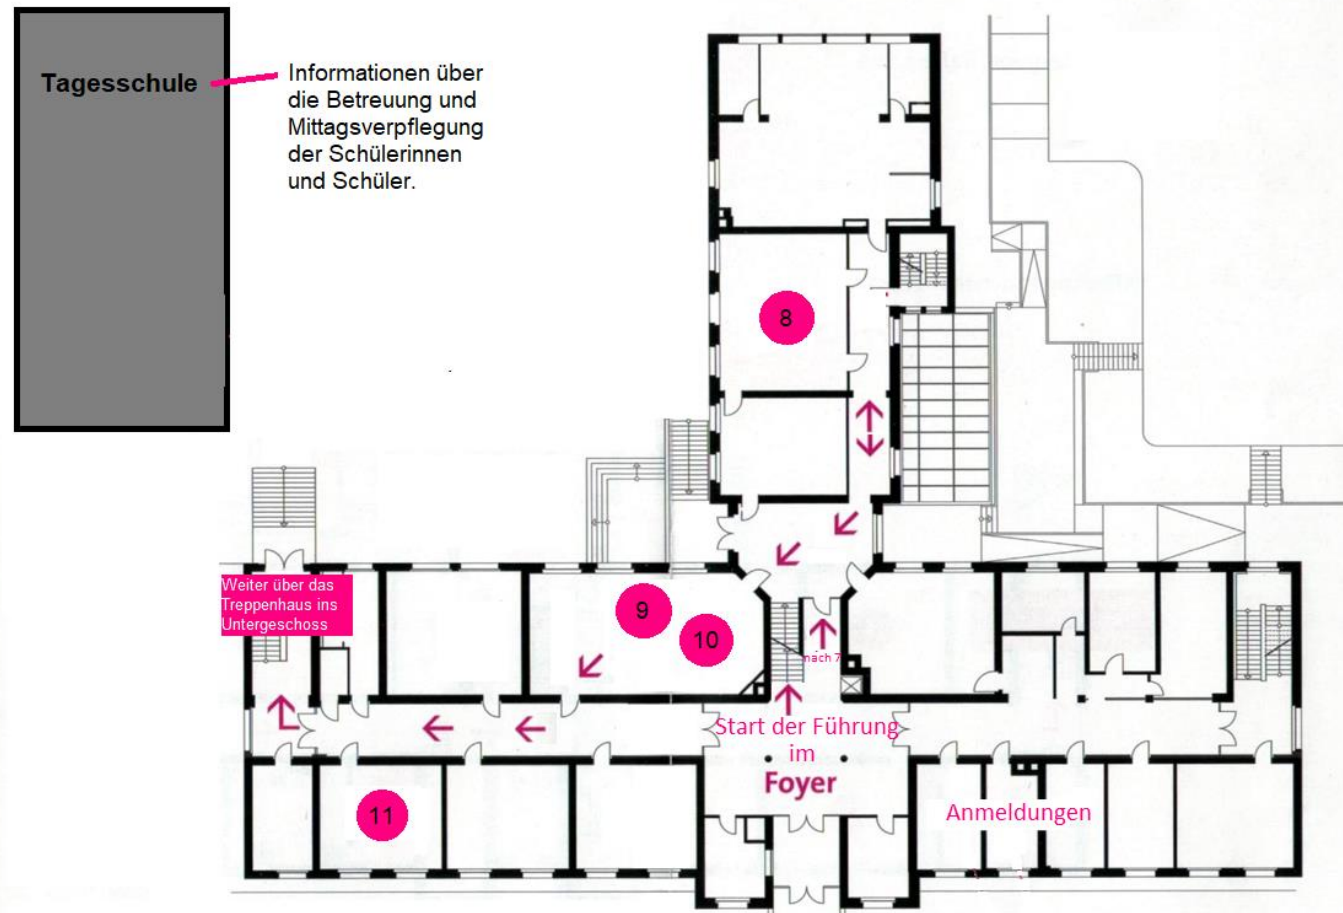 Tagesschule
Informationen über
die Betreuung und
Mittagsverpflegung
der Schülerinnen
und Schüler.
8
Weiter über das
Treppenhaus ins
Untergeschoss
9
10
nach 7
Start der Führung
im
Foyer
11
Anmeldungen